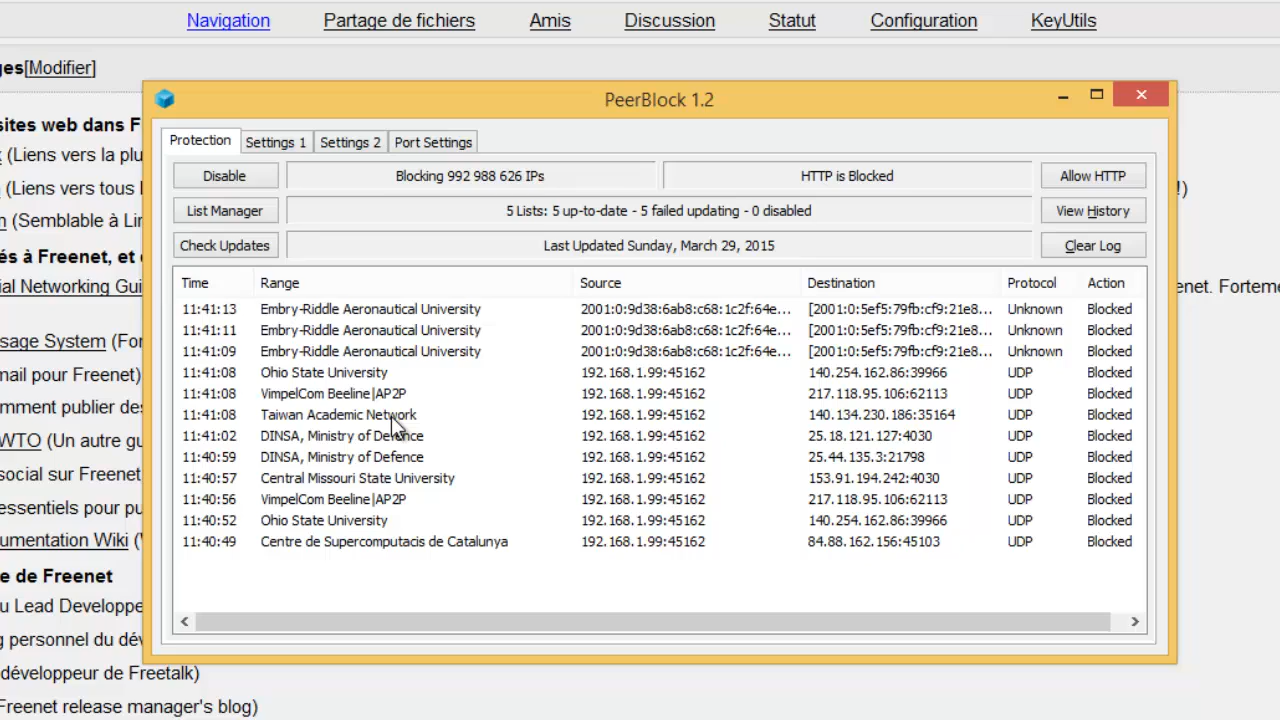 Navigation Partage de fichiers Amis Discussion Statut Configuration KeyUtils
ges[Modifier]
sites web dans F
(Liens vers la plu
(Liens vers tous !)
(Semblable à Lin
és à Freenet, et
ial Networking Gui enet. Forteme
sage System (For
mail pour Freenet)
omment publier des
WTO (Un autre gu
social sur Freenet
essentiels pour pu
umentation Wiki (W
e de Freenet
u Lead Developpe
g personnel du dév
développeur de Freetalk)
Freenet release manager's blog)
PeerBlock 1.2
Protection Settings 1 Settings 2 Port Settings
Disable Blocking 992 988 626 IPs HTTP is Blocked Allow HTTP
List Manager 5 Lists: 5 up-to-date - 5 failed updating - 0 disabled View History
Check Updates Last Updated Sunday, March 29, 2015 Clear Log
Time Range Source Destination Protocol Action
11:41:13 Embry-Riddle Aeronautical University 2001:0:9d38:6ab8:c68:1c2f:64e... [2001:0:5ef5:79fb:cf9:21e8... Unknown Blocked
11:41:11 Embry-Riddle Aeronautical University 2001:0:9d38:6ab8:c68:1c2f:64e... [2001:0:5ef5:79fb:cf9:21e8... Unknown Blocked
11:41:09 Embry-Riddle Aeronautical University 2001:0:9d38:6ab8:c68:1c2f:64e... [2001:0:5ef5:79fb:cf9:21e8... Unknown Blocked
11:41:08 Ohio State University 192.168.1.99:45162 140.254.162.86:39966 UDP Blocked
11:41:08 VimpelCom Beeline|AP2P 192.168.1.99:45162 217.118.95.106:62113 UDP Blocked
11:41:08 Taiwan Academic Network 192.168.1.99:45162 140.134.230.186:35164 UDP Blocked
11:41:02 DINSA, Ministry of Defence 192.168.1.99:45162 25.18.121.127:4030 UDP Blocked
11:40:59 DINSA, Ministry of Defence 192.168.1.99:45162 25.44.135.3:21798 UDP Blocked
11:40:57 Central Missouri State University 192.168.1.99:45162 153.91.194.242:4030 UDP Blocked
11:40:56 VimpelCom Beeline|AP2P 192.168.1.99:45162 217.118.95.106:62113 UDP Blocked
11:40:52 Ohio State University 192.168.1.99:45162 140.254.162.86:39966 UDP Blocked
11:40:49 Centre de Supercomputacis de Catalunya 192.168.1.99:45162 84.88.162.156:45103 UDP Blocked